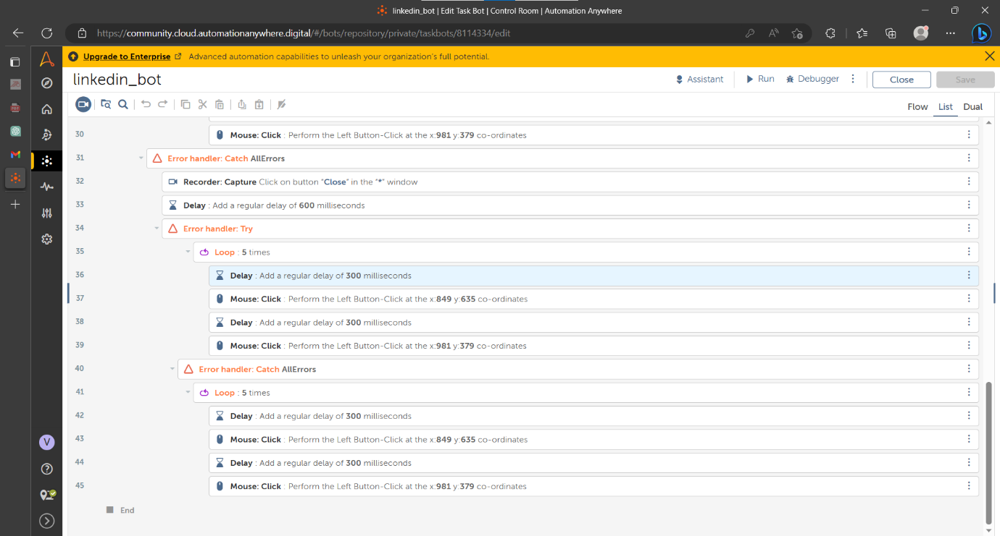 linkedin_bot | Edit Task Bot | Control Room | Automation Anywhere
https://community.cloud.automationanywhere.digital/#/bots/repository/private/taskbots/8114334/edit
Upgrade to Enterprise Advanced automation capabilities to unleash your organization's full potential.
linkedin_bot Assistant Run Debugger Close Save
Flow List Dual
30 Mouse: Click : Perform the Left Button-Click at the x:981 y:379 co-ordinates
31 Error handler: Catch AllErrors
32 Recorder: Capture Click on button "Close" in the "*" window
33 Delay : Add a regular delay of 600 milliseconds
34 Error handler: Try
35 Loop : 5 times
36 Delay : Add a regular delay of 300 milliseconds
37 Mouse: Click : Perform the Left Button-Click at the x:849 y:635 co-ordinates
38 Delay : Add a regular delay of 300 milliseconds
39 Mouse: Click : Perform the Left Button-Click at the x:981 y:379 co-ordinates
40 Error handler: Catch AllErrors
41 Loop : 5 times
42 Delay : Add a regular delay of 300 milliseconds
43 Mouse: Click : Perform the Left Button-Click at the x:849 y:635 co-ordinates
44 Delay : Add a regular delay of 300 milliseconds
45 Mouse: Click : Perform the Left Button-Click at the x:981 y:379 co-ordinates
End
V